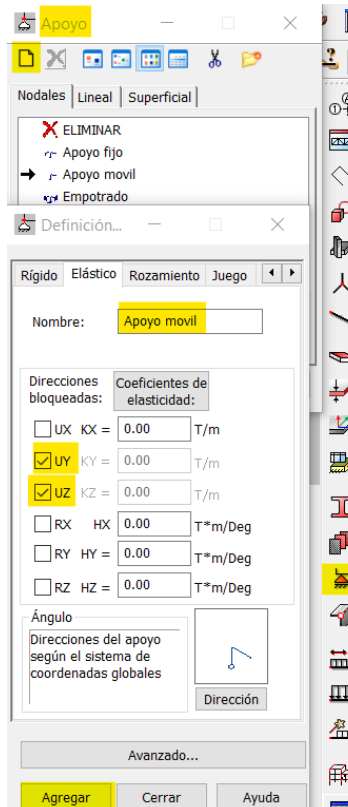 Apoyo
Nodales Lineal Superficial
ELIMINAR
Apoyo fijo
Apoyo movil
Empotrado
Definición...
Rígido Elástico Rozamiento Juego
Nombre: Apoyo movil
Direcciones bloqueadas: Coeficientes de elasticidad:
UX KX = 0.00 T/m
UY KY = 0.00 T/m
UZ KZ = 0.00 T/m
RX HX 0.00 T*m/Deg
RY HY = 0.00 T*m/Deg
RZ HZ = 0.00 T*m/Deg
Ángulo
Direcciones del apoyo
según el sistema de
coordenadas globales
Dirección
Avanzado...
Agregar Cerrar Ayuda